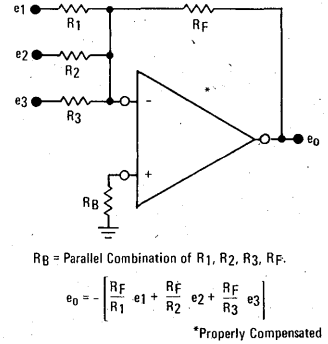 e1
R1
RF
e2
R2
e3
R3
*
-
+
eo
RB
RB = Parallel Combination of R1, R2, R3, RF.
eo = -[RF/R1 e1 + RF/R2 e2 + RF/R3 e3]
*Properly Compensated